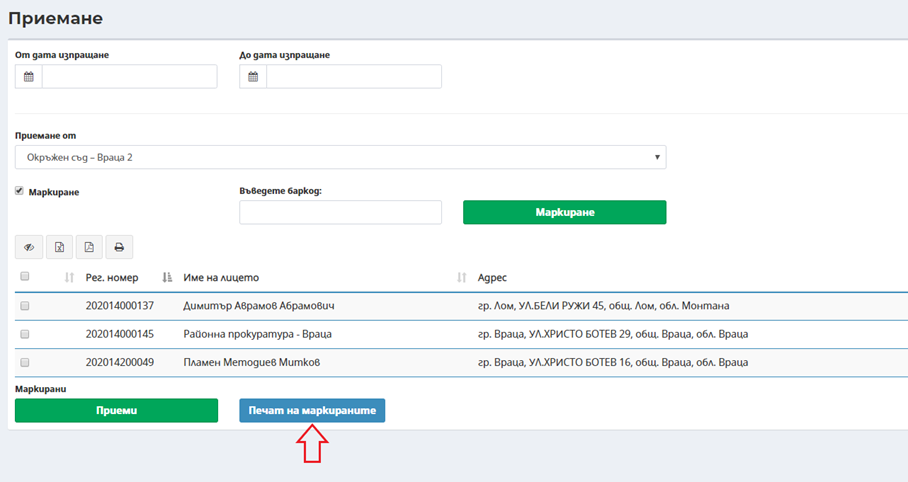 Приемане
От дата изпращане До дата изпращане
Приемане от
Окръжен съд – Враца 2
Маркиране Въведете баркод:
Маркиране
Рег. номер Име на лицето Адрес
202014000137 Димитър Аврамов Абрамович гр. Лом, УЛ.БЕЛИ РУЖИ 45, общ. Лом, обл. Монтана
202014000145 Районна прокуратура - Враца гр. Враца, УЛ.ХРИСТО БОТЕВ 29, общ. Враца, обл. Враца
202014200049 Пламен Методиев Митков гр. Враца, УЛ.ХРИСТО БОТЕВ 16, общ. Враца, обл. Враца
Маркирани
Приеми Печат на маркираните